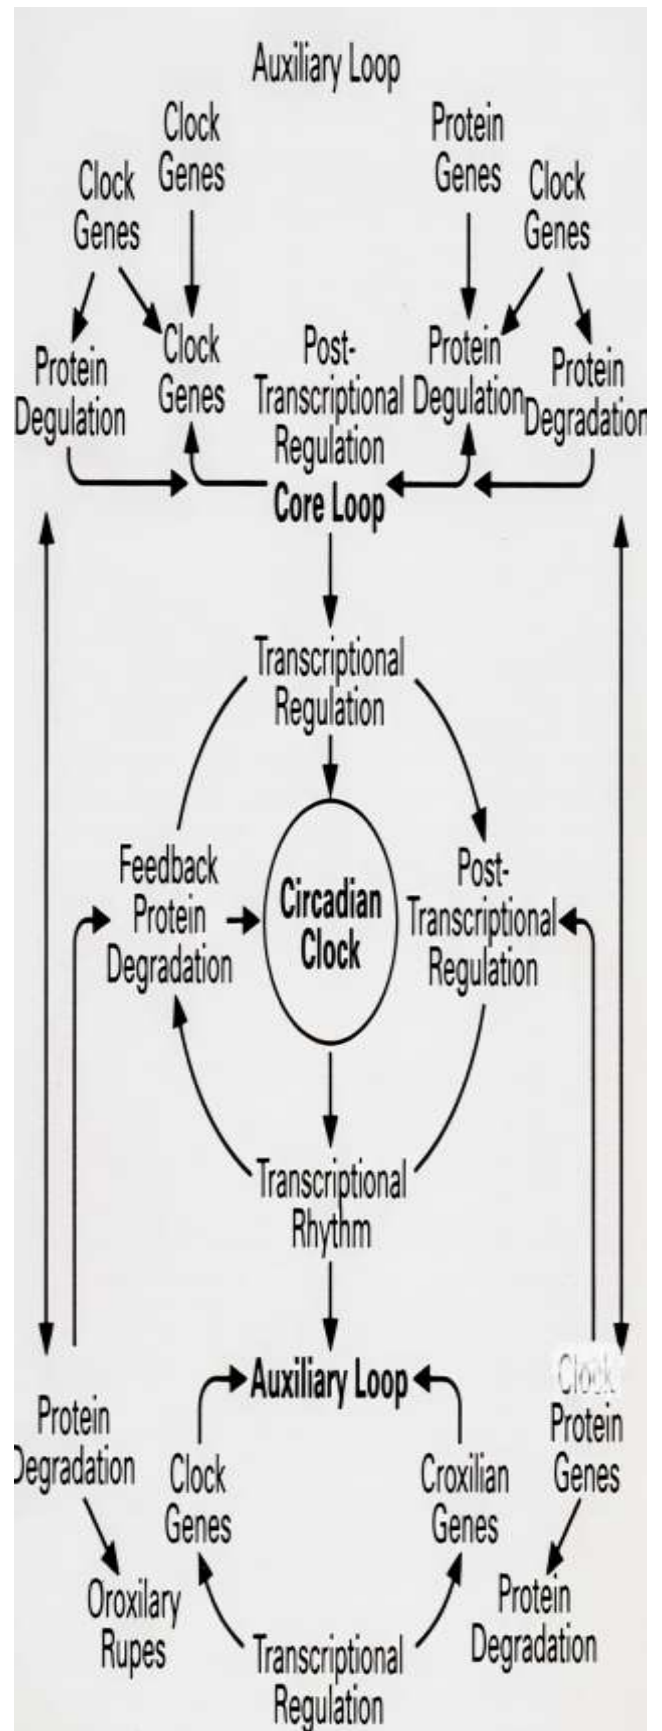 Auxiliary Loop
Clock
Genes
Protein
Genes
Clock
Genes
Clock
Genes
Protein
Degulation
Clock
Genes
Post-
Transcriptional
Regulation
Protein
Degulation
Protein
Degradation
Core Loop
Transcriptional
Regulation
Feedback
Protein
Degradation
Circadian
Clock
Post-
Transcriptional
Regulation
Transcriptional
Rhythm
Auxiliary Loop
Protein
Degradation
Clock
Genes
Croxilian
Genes
Clock
Protein
Genes
Oroxilary
Rupes
Transcriptional
Regulation
Protein
Degradation